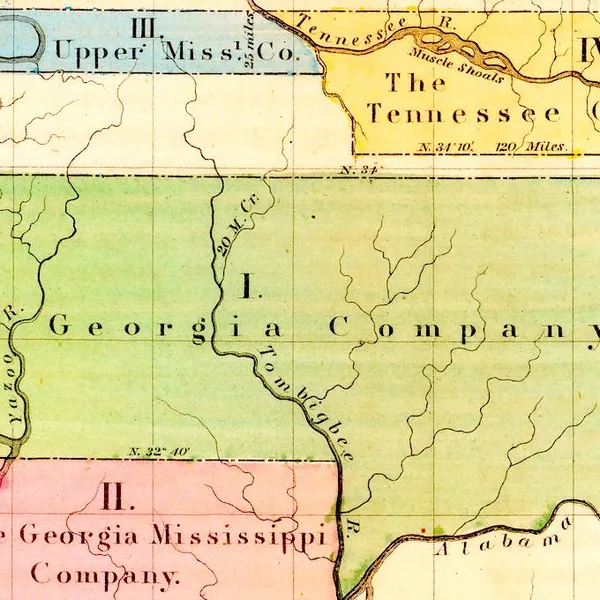 III.
Upper Miss.ı Co.
25 miles
Tennessee R.
Muscle Shoals
IV
The
Tennessee C
N. 34° 10′. 120 Miles.
N. 34°
20 M. Cr.
I.
Georgia Company
Yazoo R.
Tombigbee R.
N. 32° 40′
II.
e Georgia Mississippi
Company.
Alabama